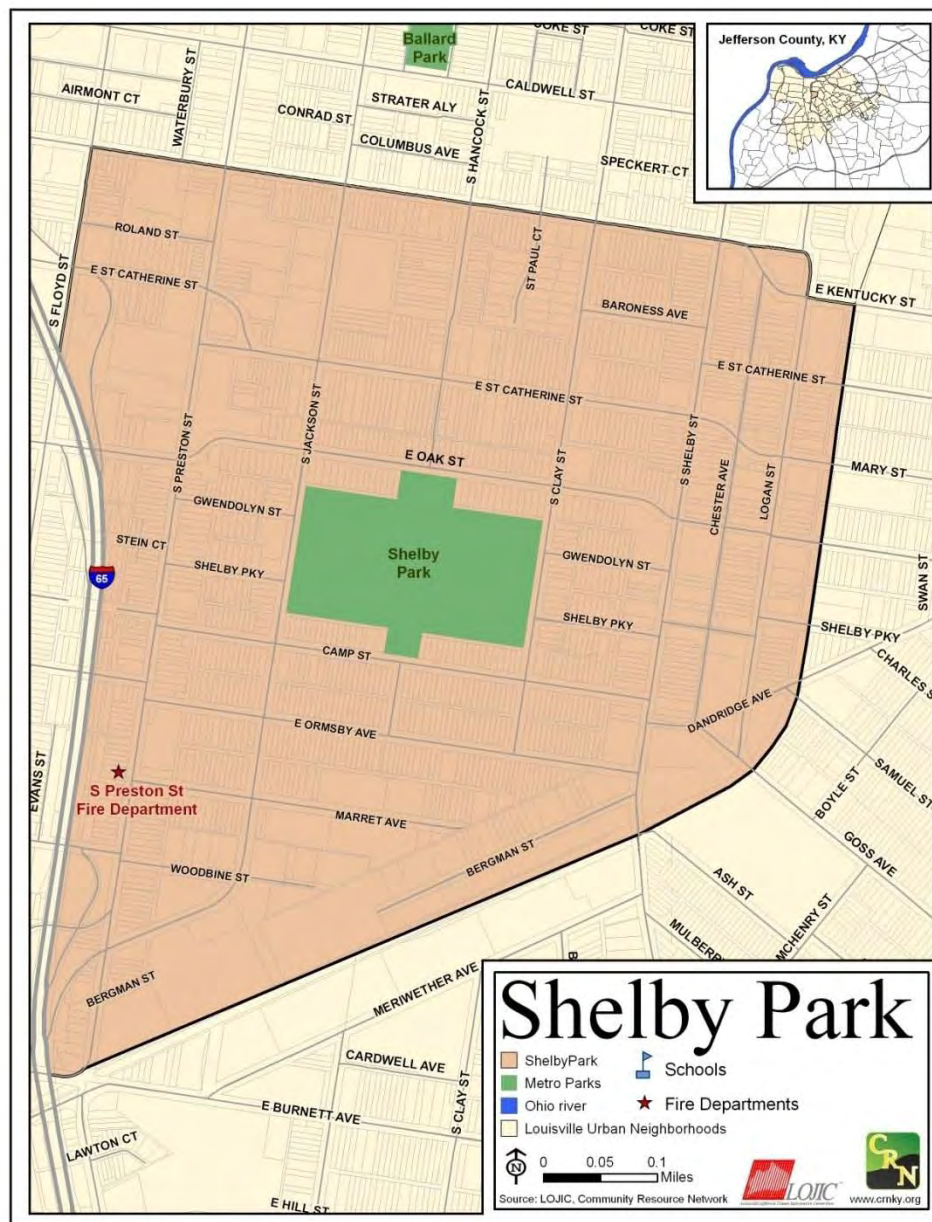 COKE ST
COKE ST
Ballard
Park
Jefferson County, KY
WATERBURY ST
AIRMONT CT
CONRAD ST
STRATER ALY
CALDWELL ST
COLUMBUS AVE
S HANCOCK ST
SPECKERT CT
ROLAND ST
ST PAUL CT
S FLOYD ST
E ST CATHERINE ST
BARONESS AVE
E KENTUCKY ST
E ST CATHERINE ST
E ST CATHERINE ST
S JACKSON ST
S PRESTON ST
E OAK ST
S CLAY ST
S SHELBY ST
CHESTER AVE
LOGAN ST
MARY ST
GWENDOLYN ST
STEIN CT
SHELBY PKY
Shelby
Park
GWENDOLYN ST
SHELBY PKY
65
SWAN ST
SHELBY PKY
CHARLES S
CAMP ST
E ORMSBY AVE
DANDRIDGE AVE
EVANS ST
S Preston St
Fire Department
MARRET AVE
BOYLE ST
SAMUEL ST
GOSS AVE
WOODBINE ST
BERGMAN ST
ASH ST
MULBERR
MCHENRY ST
BERGMAN ST
MERIWETHER AVE
B
CARDWELL AVE
E BURNETT AVE
S CLAY ST
LAWTON CT
E HILL ST
Shelby Park
ShelbyPark
Schools
Metro Parks
Ohio river
Fire Departments
Louisville Urban Neighborhoods
N
0 0.05 0.1
Miles
Source: LOJIC, Community Resource Network
LOJIC
CRN
www.crnky.org